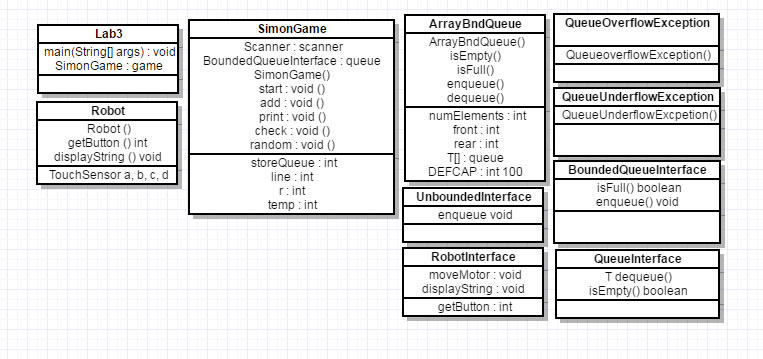 Lab3
main(String[] args) : void
SimonGame : game
Robot
Robot ()
getButton () int
displayString () void
TouchSensor a, b, c, d
SimonGame
Scanner : scanner
BoundedQueueInterface : queue
SimonGame()
start : void ()
add : void ()
print : void ()
check : void ()
random : void ()
storeQueue : int
line : int
r : int
temp : int
ArrayBndQueue
ArrayBndQueue()
isEmpty()
isFull()
enqueue()
dequeue()
numElements : int
front : int
rear : int
T[] : queue
DEFCAP : int 100
UnboundedInterface
enqueue void
RobotInterface
moveMotor : void
displayString : void
getButton : int
QueueOverflowException
QueueoverflowException()
QueueUnderflowException
QueueUnderflowExcpetion()
BoundedQueueInterface
isFull() boolean
enqueue() void
QueueInterface
T dequeue()
isEmpty() boolean